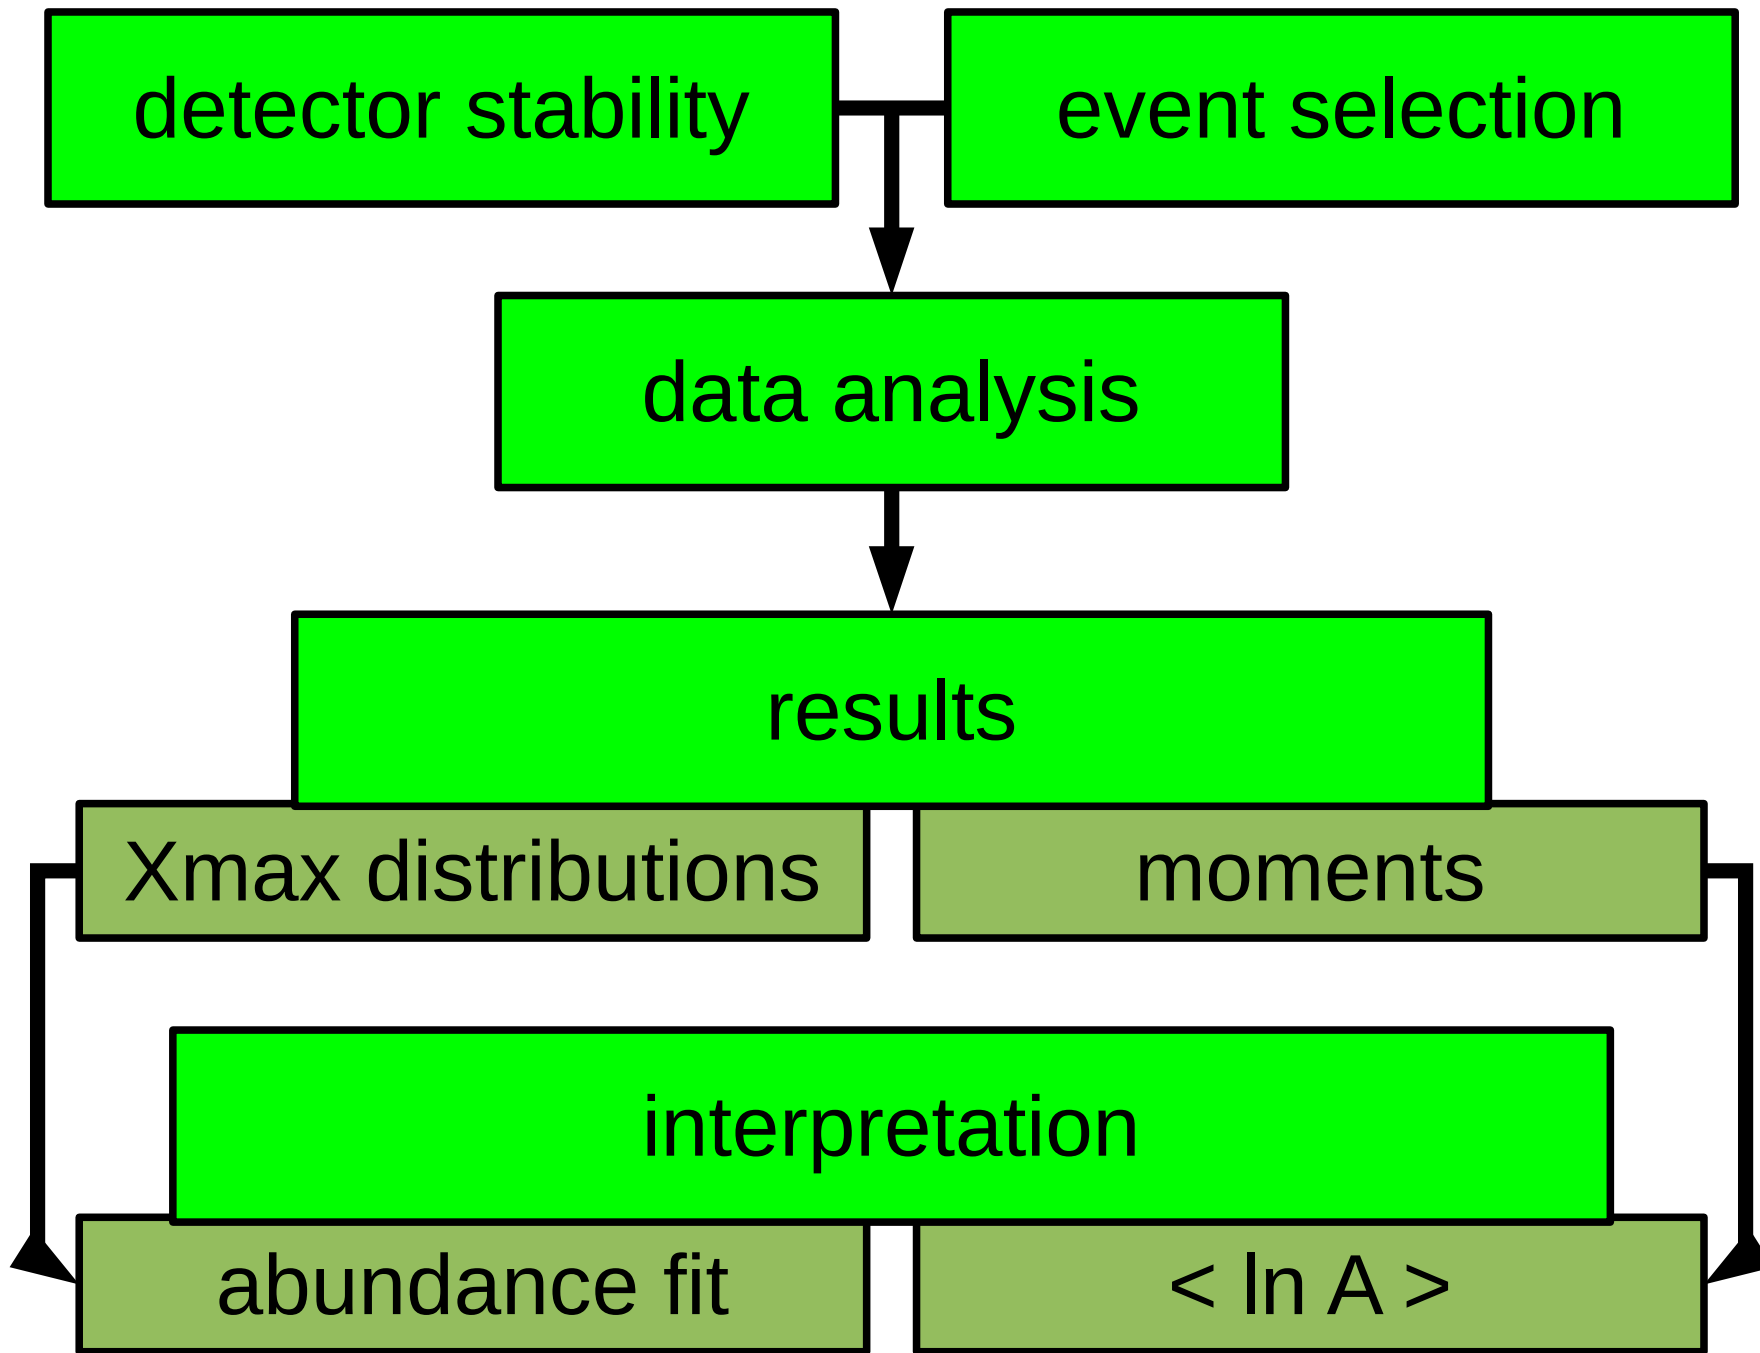 detector stability
event selection
data analysis
results
Xmax distributions
moments
interpretation
abundance fit
< ln A >